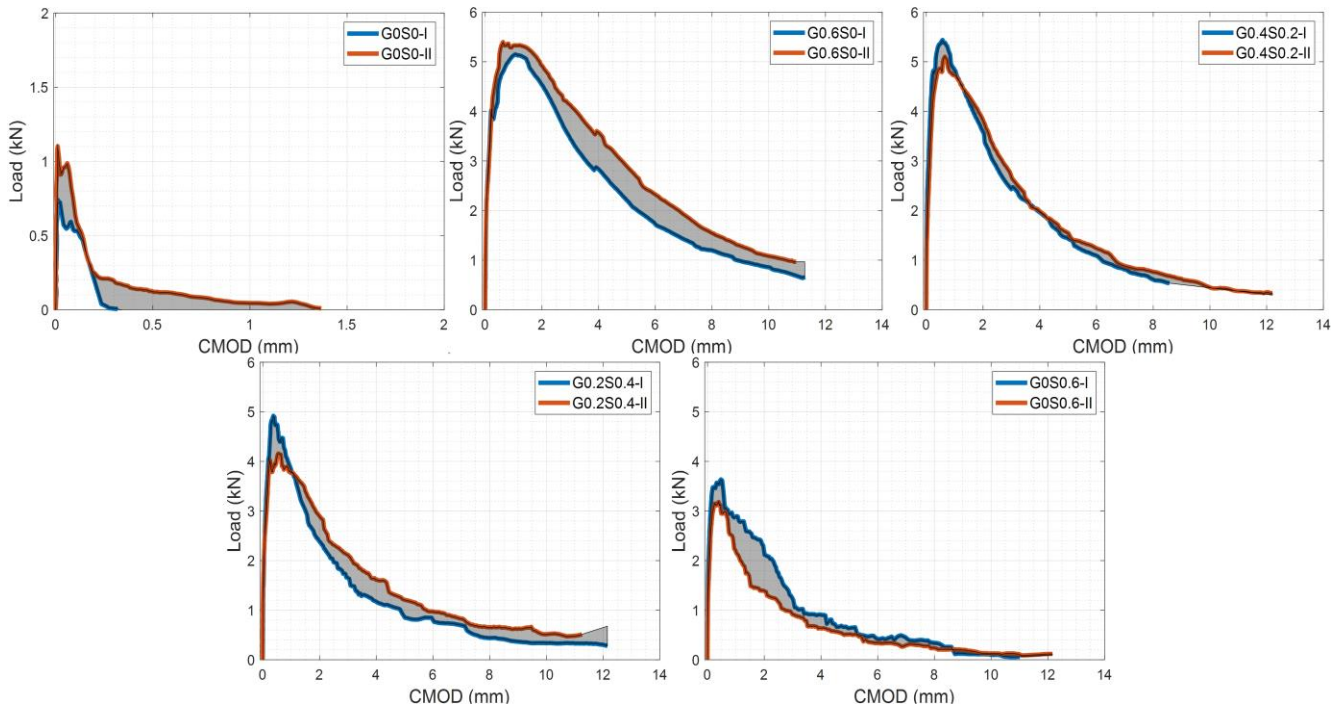 2
1.5
1
0.5
0
Load (kN)
G0S0-I
G0S0-II
0 0.5 1 1.5 2
CMOD (mm)
6
5
4
3
2
1
0
Load (kN)
G0.6S0-I
G0.6S0-II
0 2 4 6 8 10 12 14
CMOD (mm)
6
5
4
3
2
1
0
Load (kN)
G0.4S0.2-I
G0.4S0.2-II
0 2 4 6 8 10 12 14
CMOD (mm)
6
5
4
3
2
1
0
Load (kN)
G0.2S0.4-I
G0.2S0.4-II
0 2 4 6 8 10 12 14
CMOD (mm)
6
5
4
3
2
1
0
Load (kN)
G0S0.6-I
G0S0.6-II
0 2 4 6 8 10 12 14
CMOD (mm)